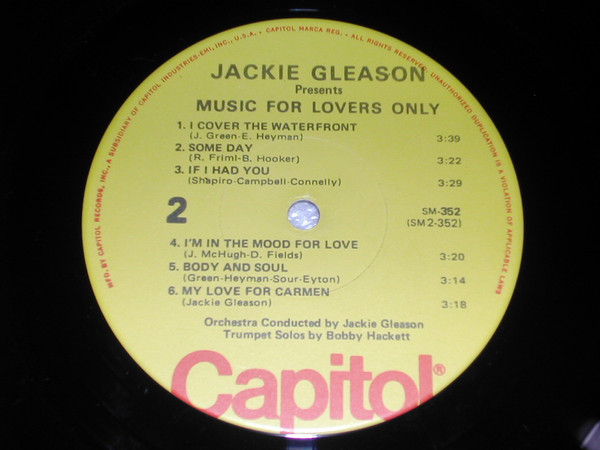 MFD. BY CAPITOL RECORDS, INC., A SUBSIDIARY OF CAPITOL INDUSTRIES-EMI, INC., U.S.A. • CAPITOL MARCA REG. • ALL RIGHTS RESERVED. UNAUTHORIZED DUPLICATION IS A VIOLATION OF APPLICABLE LAWS
JACKIE GLEASON
Presents
MUSIC FOR LOVERS ONLY
1. I COVER THE WATERFRONT
(J. Green-E. Heyman) 3:39
2. SOME DAY
(R. Friml-B. Hooker) 3:22
3. IF I HAD YOU
(Shapiro-Campbell-Connelly) 3:29
2
SM-352
(SM 2-352)
4. I'M IN THE MOOD FOR LOVE
(J. McHugh-D. Fields) 3:20
5. BODY AND SOUL
(Green-Heyman-Sour-Eyton) 3:14
6. MY LOVE FOR CARMEN
(Jackie Gleason) 3:18
Orchestra Conducted by Jackie Gleason
Trumpet Solos by Bobby Hackett
Capitol®